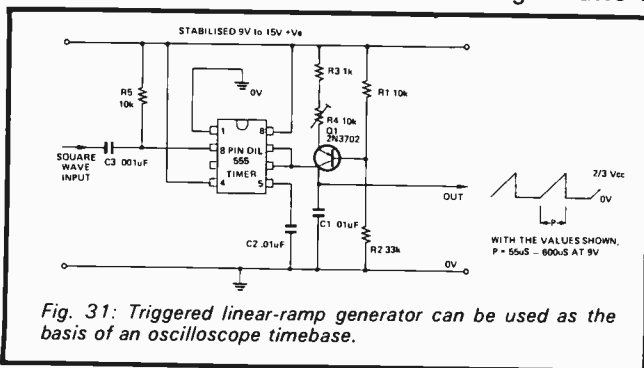 STABILISED 9V to 15V +Ve
R5
10k
0V
R3 1k
R1 10k
R4 10k
Q1
2N3702
1
8
8 PIN DIL
555
TIMER
4
5
SQUARE
WAVE
INPUT
C3 .001uF
C2 .01uF
C1 .01uF
R2 33k
OUT
0V
2/3 Vcc
0V
P
WITH THE VALUES SHOWN,
P = 55uS – 600uS AT 9V
Fig. 31: Triggered linear-ramp generator can be used as the
basis of an oscilloscope timebase.